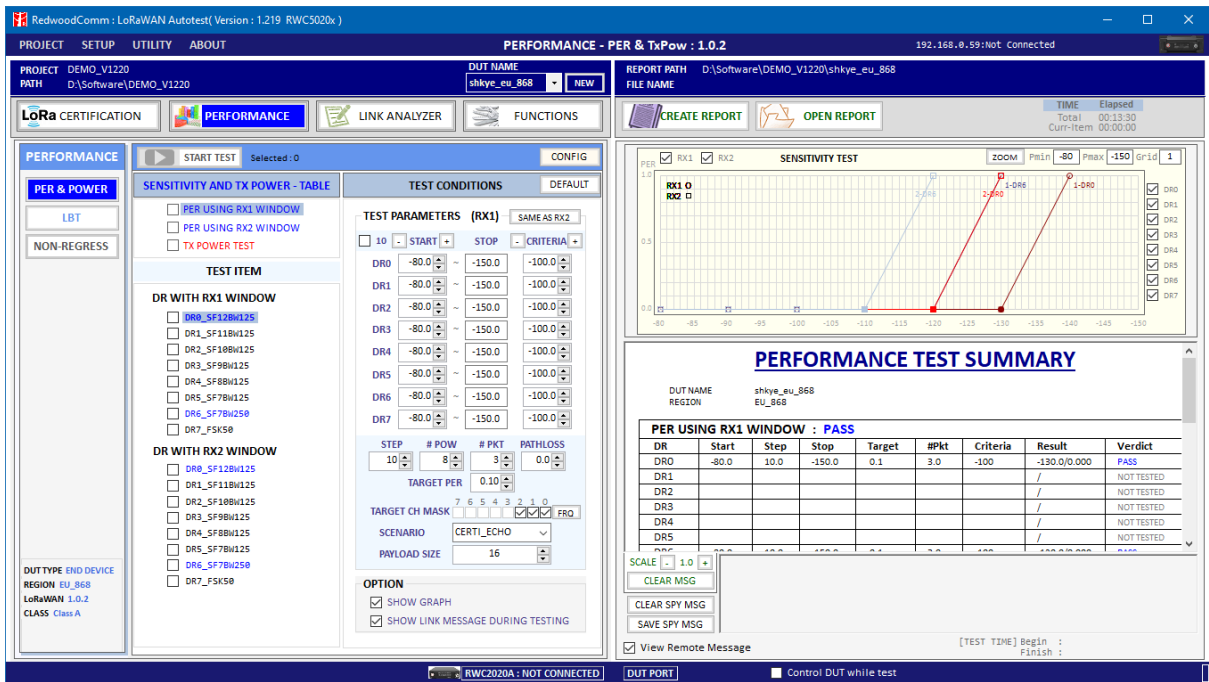 RedwoodComm : LoRaWAN Autotest( Version : 1.219 RWC5020x )
PROJECT SETUP UTILITY ABOUT
PERFORMANCE - PER & TxPow : 1.0.2
192.168.0.59:Not Connected
PROJECT DEMO_V1220
PATH D:\Software\DEMO_V1220
DUT NAME
shkye_eu_868 NEW
REPORT PATH D:\Software\DEMO_V1220\shkye_eu_868
FILE NAME
LoRa CERTIFICATION PERFORMANCE LINK ANALYZER FUNCTIONS
CREATE REPORT OPEN REPORT
TIME Elapsed
Total 00:13:30
Curr-Item 00:00:00
PERFORMANCE
PER & POWER
LBT
NON-REGRESS
DUT TYPE END DEVICE
REGION EU_868
LoRaWAN 1.0.2
CLASS Class A
START TEST Selected : 0 CONFIG
SENSITIVITY AND TX POWER - TABLE
PER USING RX1 WINDOW
PER USING RX2 WINDOW
TX POWER TEST
TEST ITEM
DR WITH RX1 WINDOW
DR0_SF12BW125
DR1_SF11BW125
DR2_SF10BW125
DR3_SF9BW125
DR4_SF8BW125
DR5_SF7BW125
DR6_SF7BW250
DR7_FSK50
DR WITH RX2 WINDOW
DR0_SF12BW125
DR1_SF11BW125
DR2_SF10BW125
DR3_SF9BW125
DR4_SF8BW125
DR5_SF7BW125
DR6_SF7BW250
DR7_FSK50
TEST CONDITIONS DEFAULT
TEST PARAMETERS (RX1) SAME AS RX2
10 - START + STOP - CRITERIA +
DR0 -80.0 ~ -150.0 -100.0
DR1 -80.0 ~ -150.0 -100.0
DR2 -80.0 ~ -150.0 -100.0
DR3 -80.0 ~ -150.0 -100.0
DR4 -80.0 ~ -150.0 -100.0
DR5 -80.0 ~ -150.0 -100.0
DR6 -80.0 ~ -150.0 -100.0
DR7 -80.0 ~ -150.0 -100.0
STEP # POW # PKT PATHLOSS
10 8 3 0.0
TARGET PER 0.10
7 6 5 4 3 2 1 0
TARGET CH MASK FRQ
SCENARIO CERTI_ECHO
PAYLOAD SIZE 16
OPTION
SHOW GRAPH
SHOW LINK MESSAGE DURING TESTING
PER RX1 RX2 SENSITIVITY TEST ZOOM Pmin -80 Pmax -150 Grid 1
1.0
0.5
0.0
RX1 O
RX2 □
2-DR6 2-DR0 1-DR6 1-DR0
-80 -85 -90 -95 -100 -105 -110 -115 -120 -125 -130 -135 -140 -145 -150
DR0
DR1
DR2
DR3
DR4
DR5
DR6
DR7
PERFORMANCE TEST SUMMARY
DUT NAME shkye_eu_868
REGION EU_868
PER USING RX1 WINDOW : PASS
DR Start Step Stop Target #Pkt Criteria Result Verdict
DR0 -80.0 10.0 -150.0 0.1 3.0 -100 -130.0/0.000 PASS
DR1 / NOT TESTED
DR2 / NOT TESTED
DR3 / NOT TESTED
DR4 / NOT TESTED
DR5 / NOT TESTED
DR6 -80.0 10.0 -150.0 0.1 3.0 -100 -120.0/0.000 PASS
SCALE - 1.0 +
CLEAR MSG
CLEAR SPY MSG
SAVE SPY MSG
View Remote Message
[TEST TIME] Begin :
Finish :
RWC2020A : NOT CONNECTED DUT PORT Control DUT while test